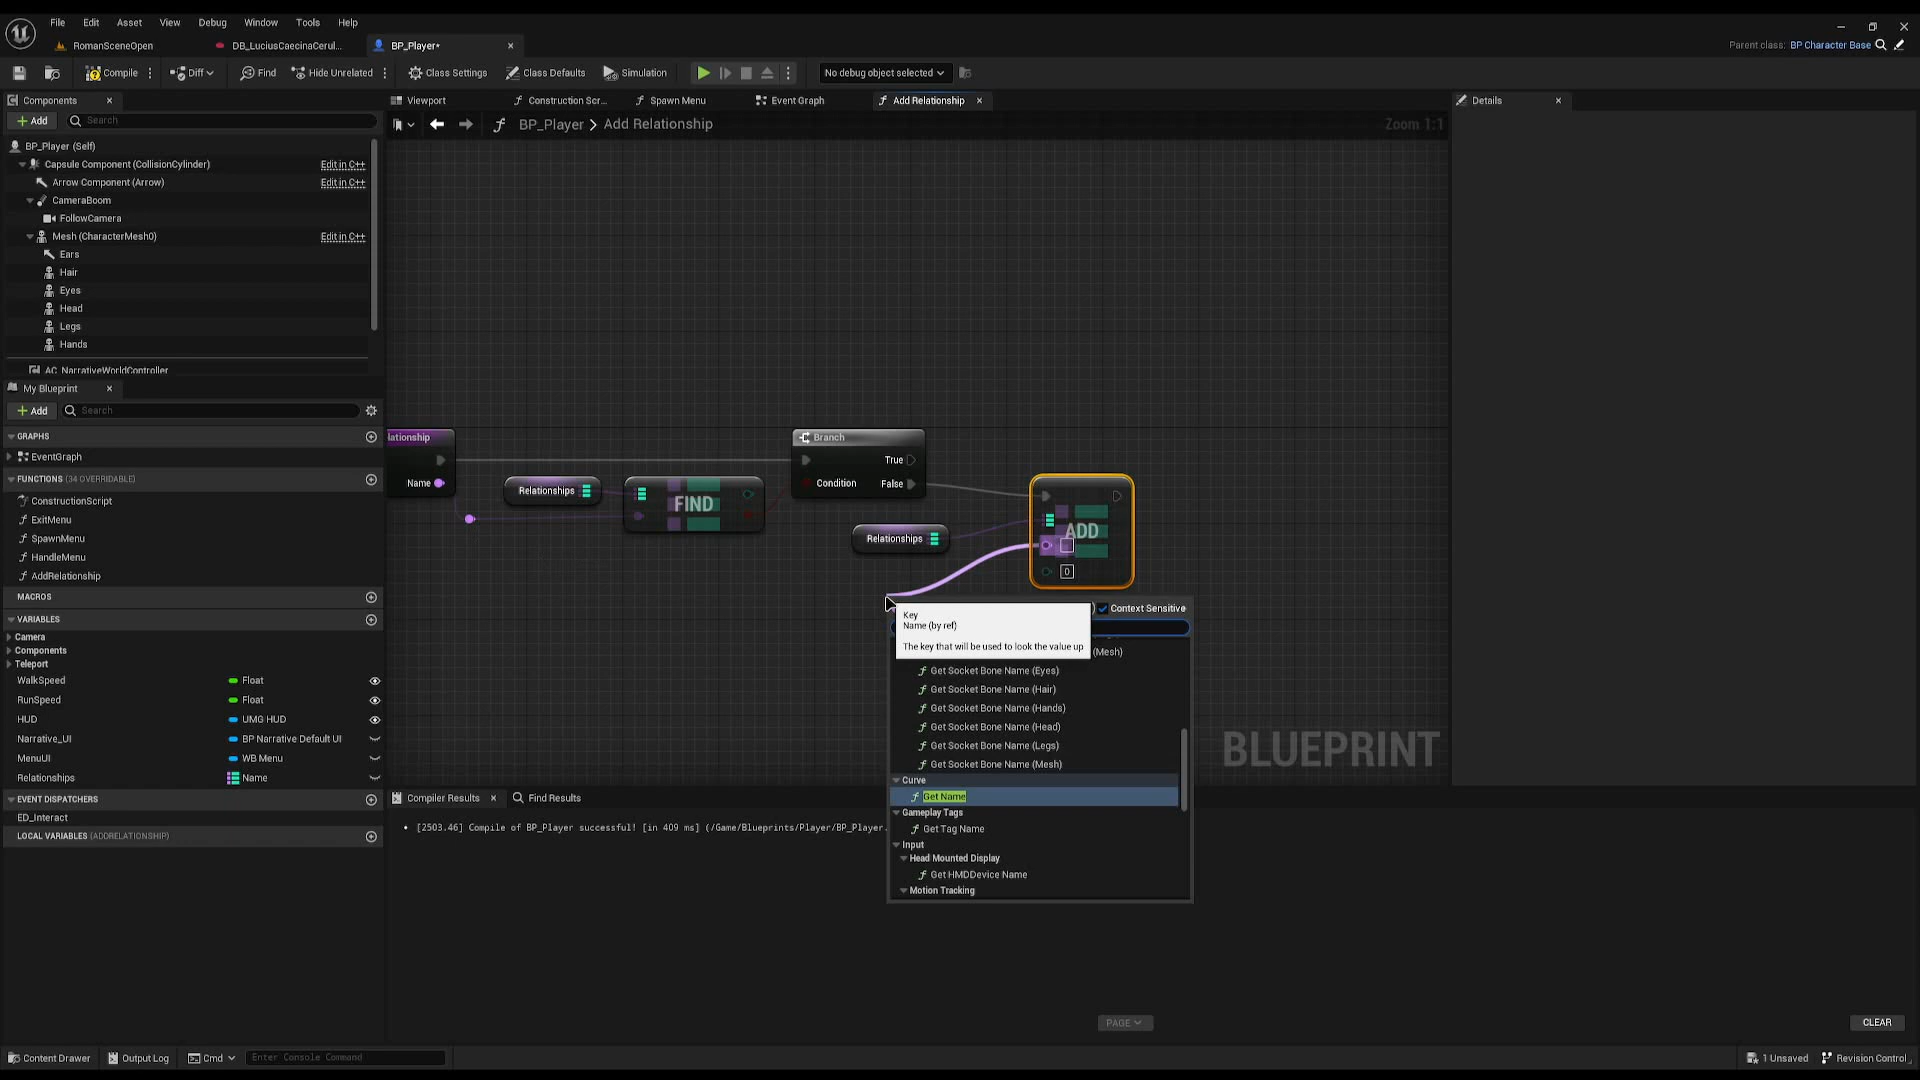 File Edit Asset View Debug Window Tools Help
RomanSceneOpen DB_LuciusCaecinaCerul... BP_Player*
Parent class: BP Character Base
Compile Diff Find Hide Unrelated Class Settings Class Defaults Simulation No debug object selected
Components
Viewport Construction Scr... Spawn Menu Event Graph Add Relationship
Details
Add Search
BP_Player > Add Relationship
Zoom 1:1
BP_Player (Self)
Capsule Component (CollisionCylinder) Edit in C++
Arrow Component (Arrow) Edit in C++
CameraBoom
FollowCamera
Mesh (CharacterMesh0) Edit in C++
Ears
Hair
Eyes
Head
Legs
Hands
AC_NarrativeWorldController
My Blueprint
Add Search
GRAPHS
EventGraph
FUNCTIONS (34 OVERRIDABLE)
ConstructionScript
ExitMenu
SpawnMenu
HandleMenu
AddRelationship
MACROS
VARIABLES
Camera
Components
Teleport
WalkSpeed Float
RunSpeed Float
HUD UMG HUD
Narrative_UI BP Narrative Default UI
MenuUI WB Menu
Relationships Name
EVENT DISPATCHERS
ED_Interact
LOCAL VARIABLES (ADDRELATIONSHIP)
lationship
Name
Relationships
FIND
Branch
True
Condition False
Relationships
ADD
0
Key
Name (by ref)
The key that will be used to look the value up
) Context Sensitive
(Mesh)
Get Socket Bone Name (Eyes)
Get Socket Bone Name (Hair)
Get Socket Bone Name (Hands)
Get Socket Bone Name (Head)
Get Socket Bone Name (Legs)
Get Socket Bone Name (Mesh)
Curve
Get Name
Gameplay Tags
Get Tag Name
Input
Head Mounted Display
Get HMDDevice Name
Motion Tracking
BLUEPRINT
Compiler Results Find Results
[2503.46] Compile of BP_Player successful! [in 409 ms] (/Game/Blueprints/Player/BP_Player.
PAGE CLEAR
Content Drawer Output Log Cmd Enter Console Command 1 Unsaved Revision Control